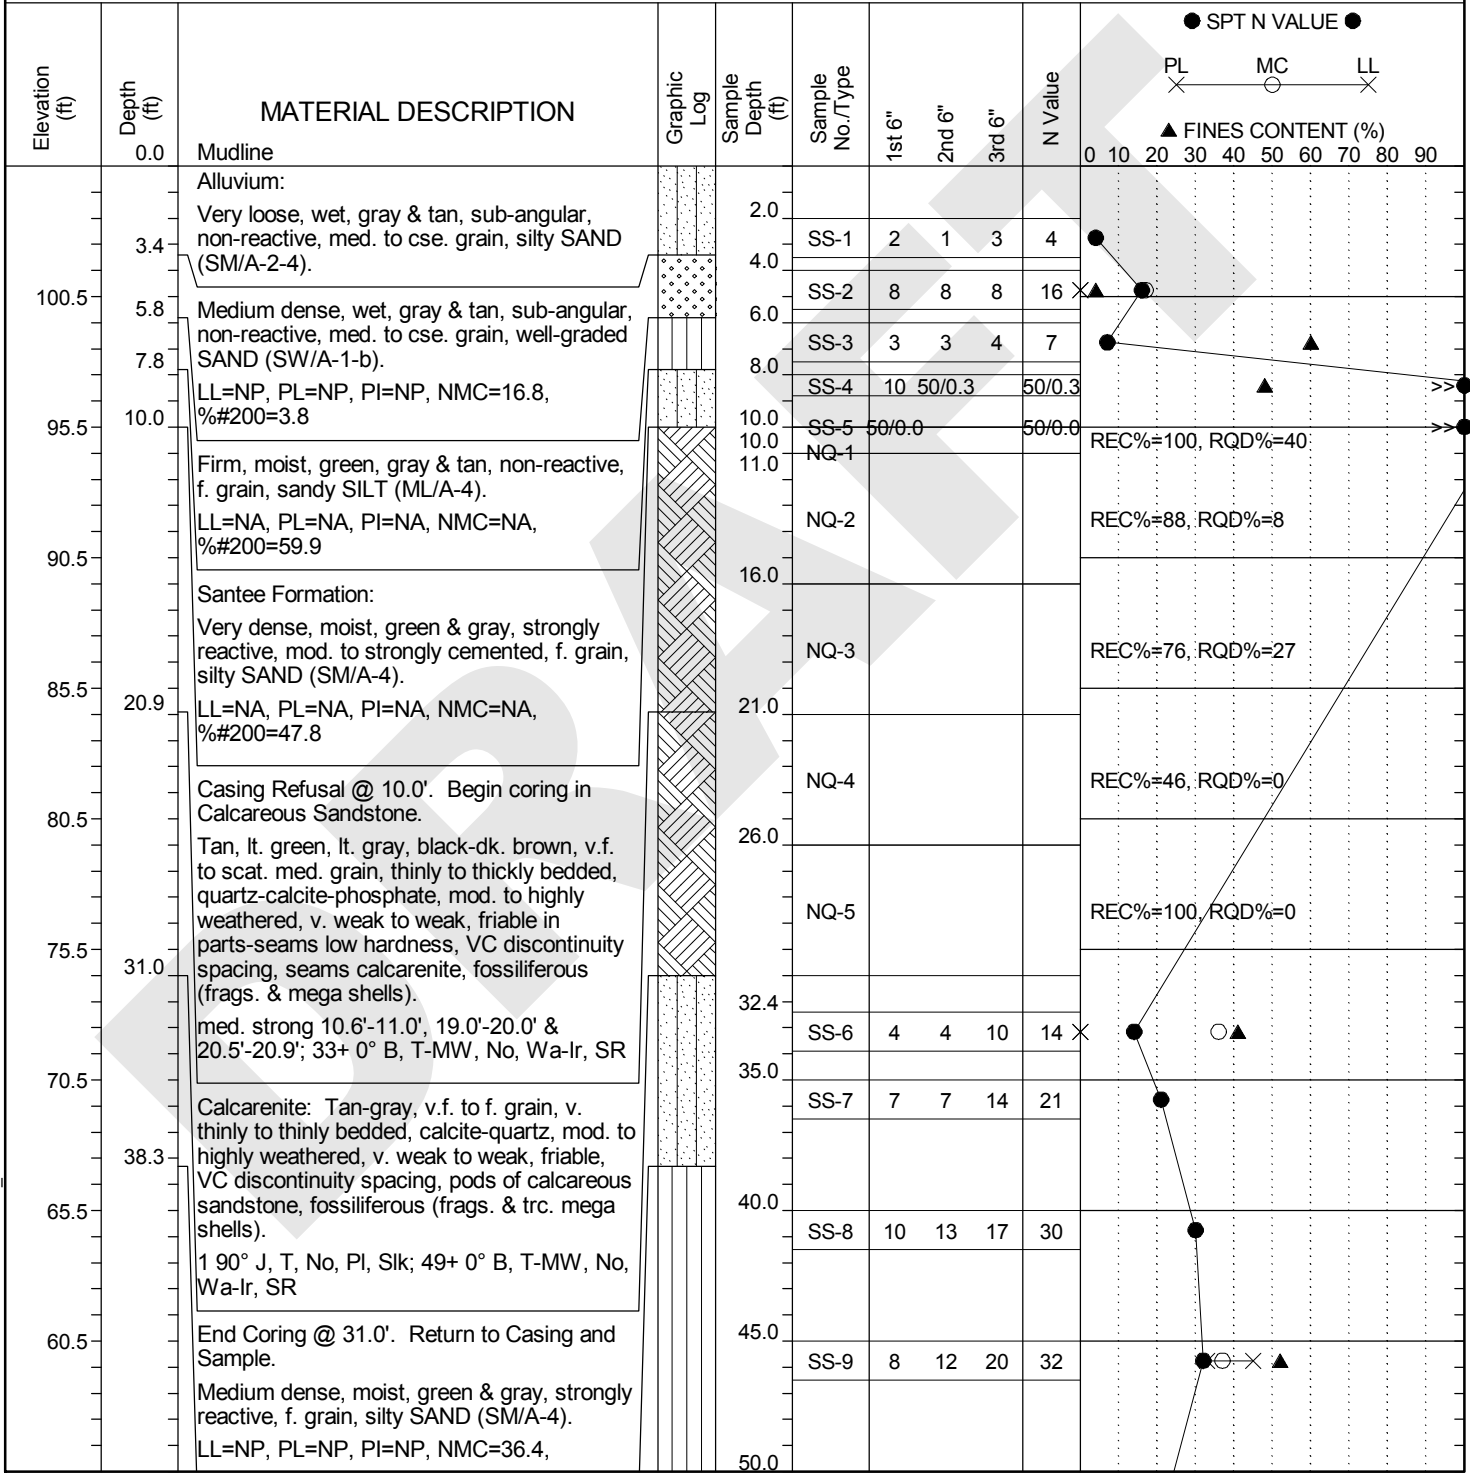 ● SPT N VALUE ●
PL MC LL
▲ FINES CONTENT (%)
0 10 20 30 40 50 60 70 80 90
Elevation (ft)
Depth (ft)
0.0
MATERIAL DESCRIPTION
Graphic Log
Sample Depth (ft)
Sample No./Type
1st 6"
2nd 6"
3rd 6"
N Value
Mudline
Alluvium:
Very loose, wet, gray & tan, sub-angular,
non-reactive, med. to cse. grain, silty SAND
(SM/A-2-4).
Medium dense, wet, gray & tan, sub-angular,
non-reactive, med. to cse. grain, well-graded
SAND (SW/A-1-b).
LL=NP, PL=NP, PI=NP, NMC=16.8,
%#200=3.8
Firm, moist, green, gray & tan, non-reactive,
f. grain, sandy SILT (ML/A-4).
LL=NA, PL=NA, PI=NA, NMC=NA,
%#200=59.9
Santee Formation:
Very dense, moist, green & gray, strongly
reactive, mod. to strongly cemented, f. grain,
silty SAND (SM/A-4).
LL=NA, PL=NA, PI=NA, NMC=NA,
%#200=47.8
Casing Refusal @ 10.0'. Begin coring in
Calcareous Sandstone.
Tan, lt. green, lt. gray, black-dk. brown, v.f.
to scat. med. grain, thinly to thickly bedded,
quartz-calcite-phosphate, mod. to highly
weathered, v. weak to weak, friable in
parts-seams low hardness, VC discontinuity
spacing, seams calcarenite, fossiliferous
(frags. & mega shells).
med. strong 10.6'-11.0', 19.0'-20.0' &
20.5'-20.9'; 33+ 0° B, T-MW, No, Wa-Ir, SR
Calcarenite: Tan-gray, v.f. to f. grain, v.
thinly to thinly bedded, calcite-quartz, mod. to
highly weathered, v. weak to weak, friable,
VC discontinuity spacing, pods of calcareous
sandstone, fossiliferous (frags. & trc. mega
shells).
1 90° J, T, No, Pl, Slk; 49+ 0° B, T-MW, No,
Wa-Ir, SR
End Coring @ 31.0'. Return to Casing and
Sample.
Medium dense, moist, green & gray, strongly
reactive, f. grain, silty SAND (SM/A-4).
LL=NP, PL=NP, PI=NP, NMC=36.4,
100.5
95.5
90.5
85.5
80.5
75.5
70.5
65.5
60.5
3.4
5.8
7.8
10.0
20.9
31.0
38.3
2.0
4.0
6.0
8.0
10.0
10.0
11.0
16.0
21.0
26.0
32.4
35.0
40.0
45.0
50.0
SS-1 2 1 3 4
SS-2 8 8 8 16
SS-3 3 3 4 7
SS-4 10 50/0.3 50/0.3 >>
SS-5 50/0.0 50/0.0 >>
NQ-1 REC%=100, RQD%=40
NQ-2 REC%=88, RQD%=8
NQ-3 REC%=76, RQD%=27
NQ-4 REC%=46, RQD%=0
NQ-5 REC%=100, RQD%=0
SS-6 4 4 10 14
SS-7 7 7 14 21
SS-8 10 13 17 30
SS-9 8 12 20 32
DRAFT